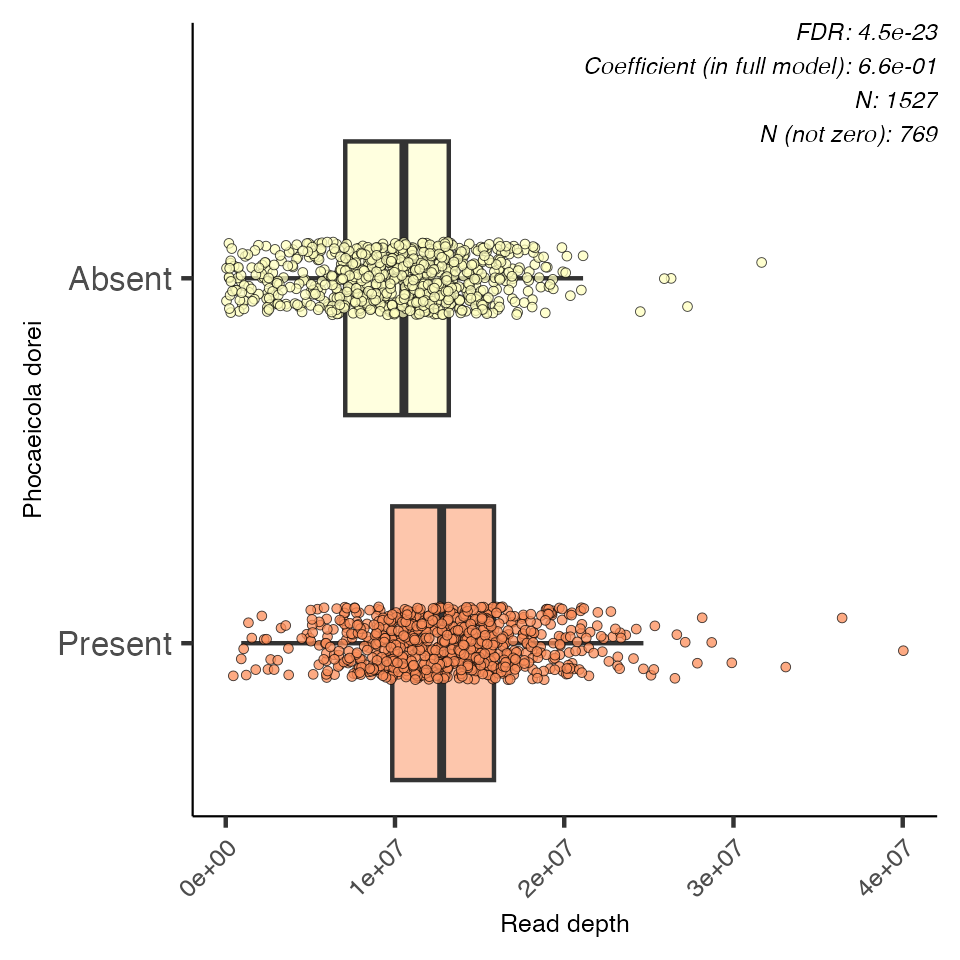 FDR: 4.5e-23
Coefficient (in full model): 6.6e-01
N: 1527
N (not zero): 769
Absent
Phocaeicola dorei
Present
0e+00
1e+07
2e+07
3e+07
4e+07
Read depth